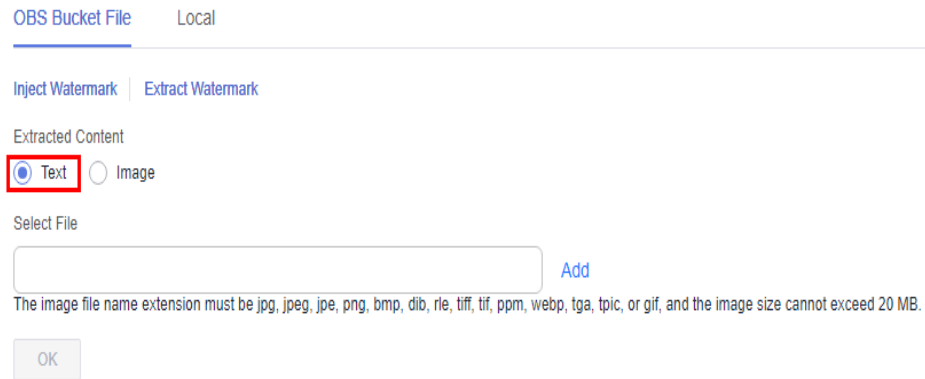 OBS Bucket File Local
Inject Watermark Extract Watermark
Extracted Content
Text Image
Select File
Add
The image file name extension must be jpg, jpeg, jpe, png, bmp, dib, rle, tiff, tif, ppm, webp, tga, tpic, or gif, and the image size cannot exceed 20 MB.
OK